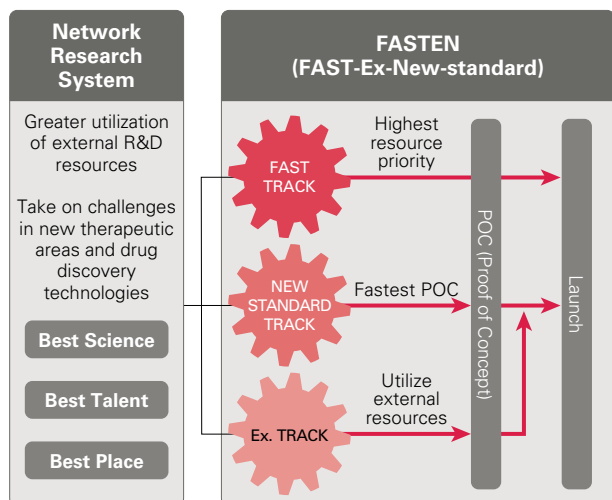 Network
Research
System
Greater utilization
of external R&D
resources
Take on challenges
in new therapeutic
areas and drug
discovery
technologies
Best Science
Best Talent
Best Place
FASTEN
(FAST-Ex-New-standard)
FAST
TRACK
Highest
resource
priority
NEW
STANDARD
TRACK
Fastest POC
Ex. TRACK
Utilize
external
resources
POC (Proof of Concept)
Launch